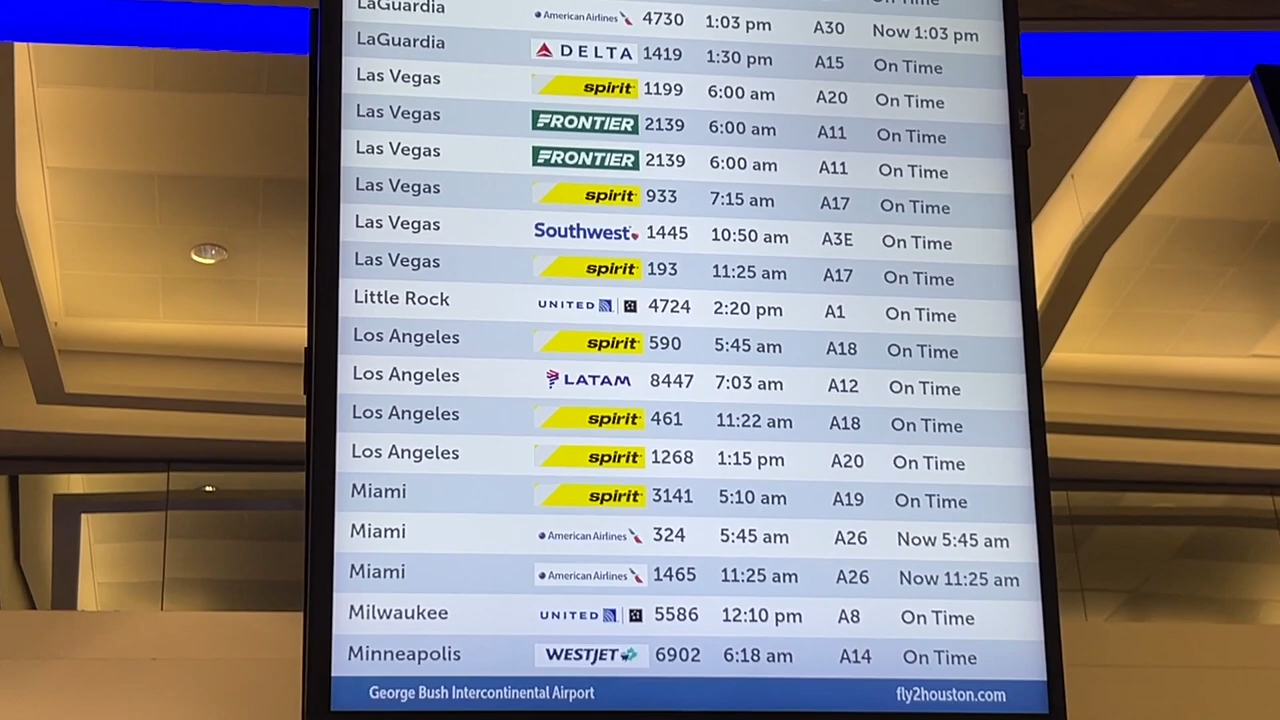 LaGuardia American Airlines 4730 1:03 pm A30 Now 1:03 pm
LaGuardia DELTA 1419 1:30 pm A15 On Time
Las Vegas spirit 1199 6:00 am A20 On Time
Las Vegas FRONTIER 2139 6:00 am A11 On Time
Las Vegas FRONTIER 2139 6:00 am A11 On Time
Las Vegas spirit 933 7:15 am A17 On Time
Las Vegas Southwest 1445 10:50 am A3E On Time
Las Vegas spirit 193 11:25 am A17 On Time
Little Rock UNITED 4724 2:20 pm A1 On Time
Los Angeles spirit 590 5:45 am A18 On Time
Los Angeles LATAM 8447 7:03 am A12 On Time
Los Angeles spirit 461 11:22 am A18 On Time
Los Angeles spirit 1268 1:15 pm A20 On Time
Miami spirit 3141 5:10 am A19 On Time
Miami American Airlines 324 5:45 am A26 Now 5:45 am
Miami American Airlines 1465 11:25 am A26 Now 11:25 am
Milwaukee UNITED 5586 12:10 pm A8 On Time
Minneapolis WESTJET 6902 6:18 am A14 On Time
George Bush Intercontinental Airport fly2houston.com